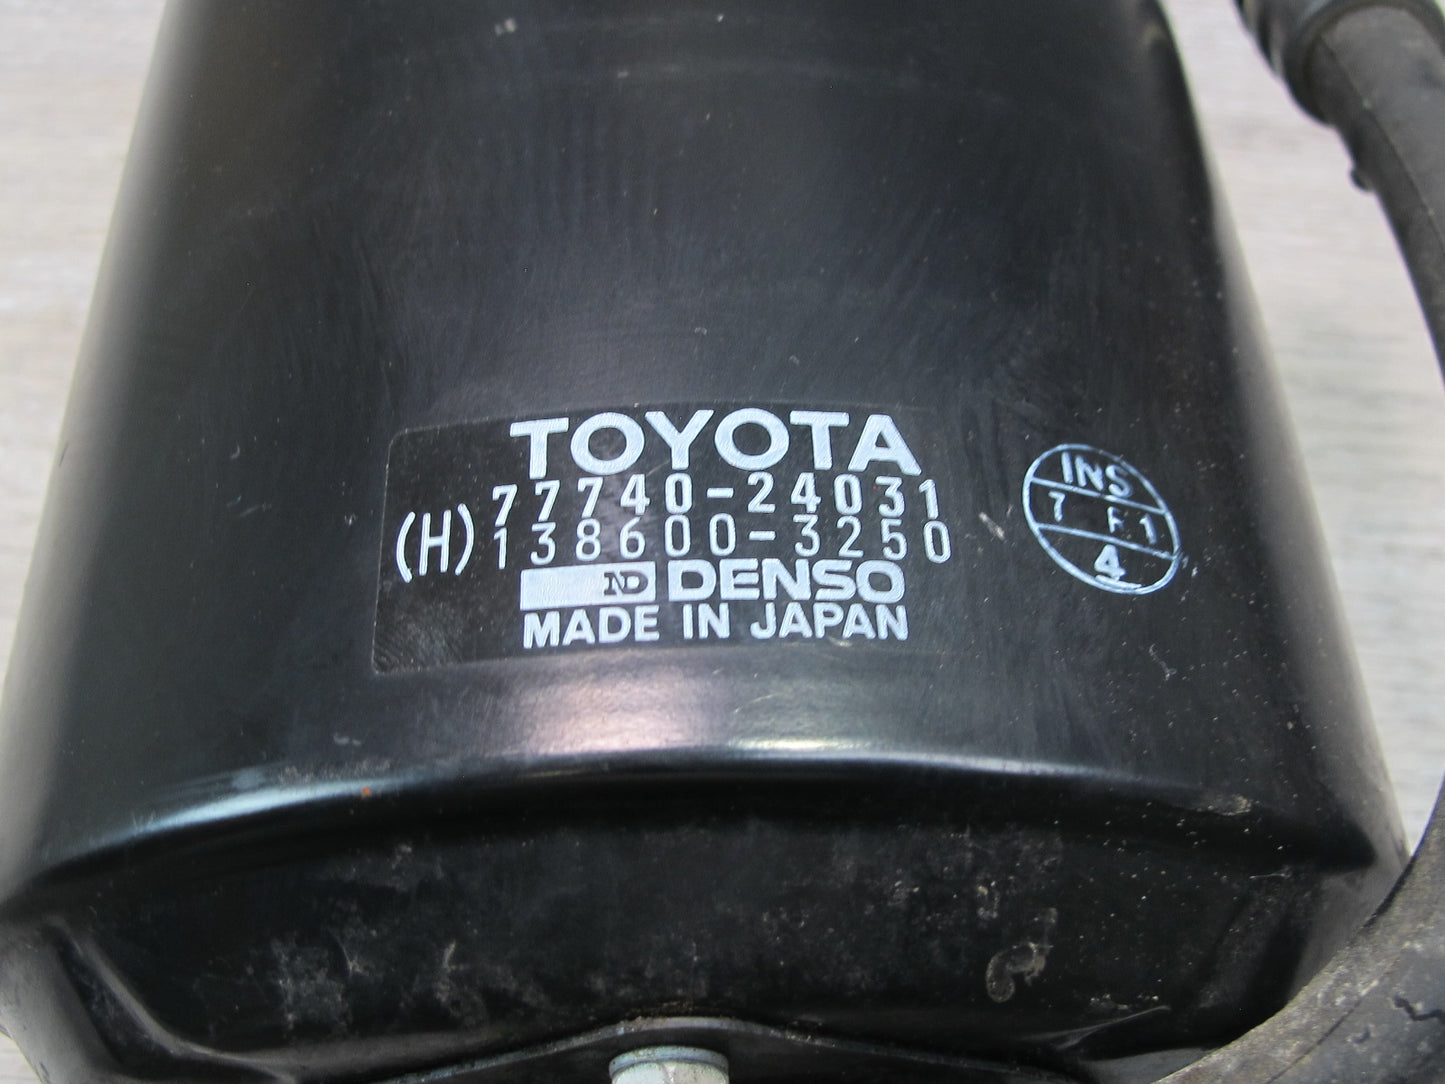 TOYOTA
77740-24031
(H) 138600-3250
ND DENSO
MADE IN JAPAN
INS
7 F1
4